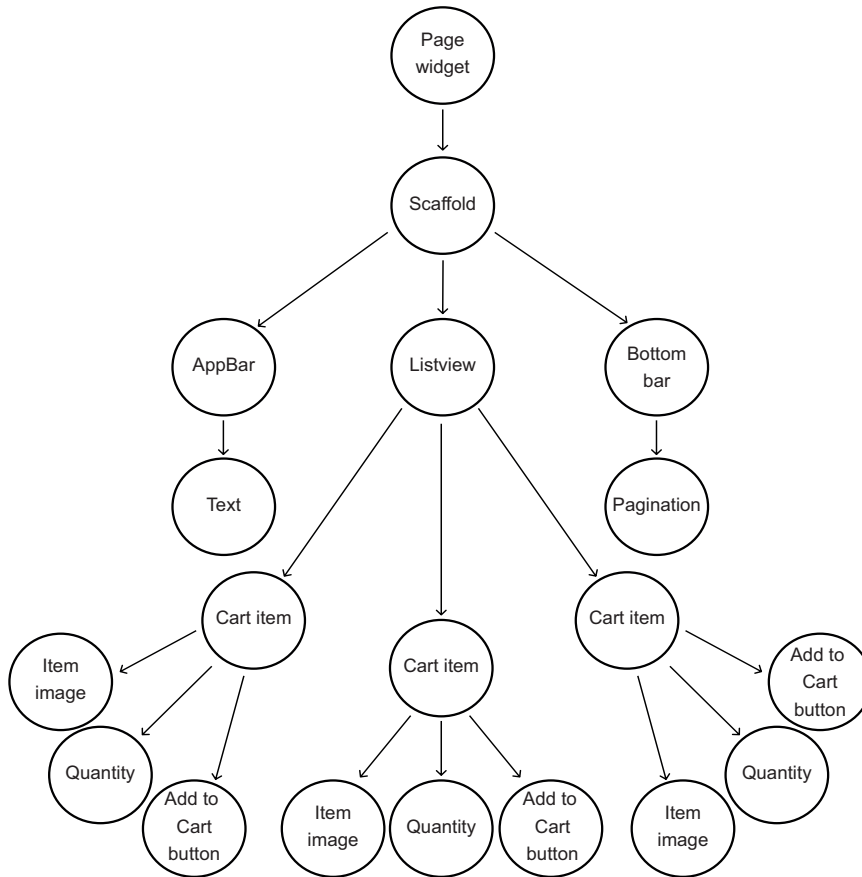 Page
widget
Scaffold
AppBar
Listview
Bottom
bar
Text
Pagination
Cart item
Cart item
Cart item
Item
image
Quantity
Add to
Cart
button
Item
image
Quantity
Add to
Cart
button
Item
image
Quantity
Add to
Cart
button